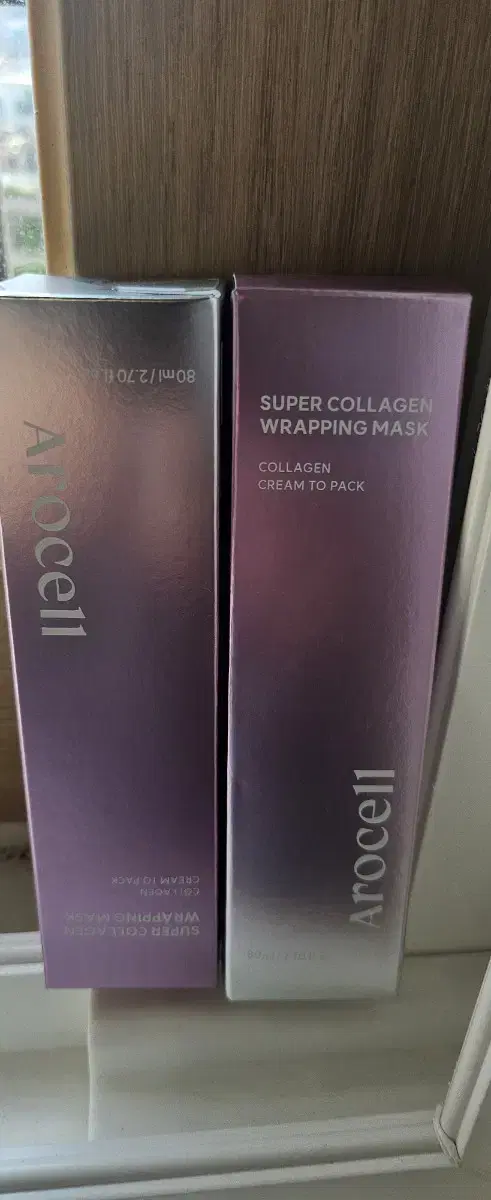 80ml / 2.70 fl.
Arocell
COLLAGEN
CREAM TO PACK
SUPER COLLAGEN
WRAPPING MASK
SUPER COLLAGEN
WRAPPING MASK
COLLAGEN
CREAM TO PACK
Arocell